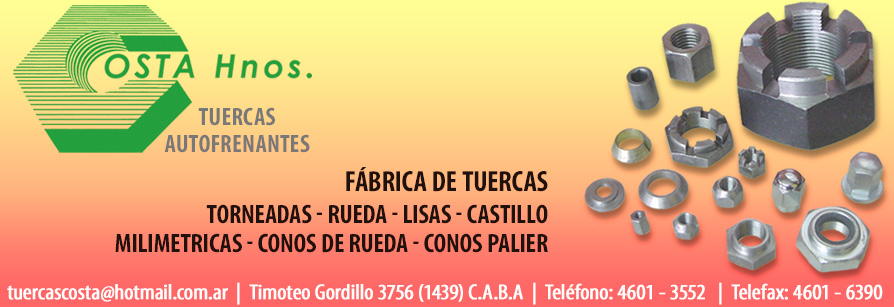 COSTA Hnos.
TUERCAS
AUTOFRENANTES
FÁBRICA DE TUERCAS
TORNEADAS - RUEDA - LISAS - CASTILLO
MILIMETRICAS - CONOS DE RUEDA - CONOS PALIER
tuercascosta@hotmail.com.ar | Timoteo Gordillo 3756 (1439) C.A.B.A | Teléfono: 4601 - 3552 | Telefax: 4601 - 6390